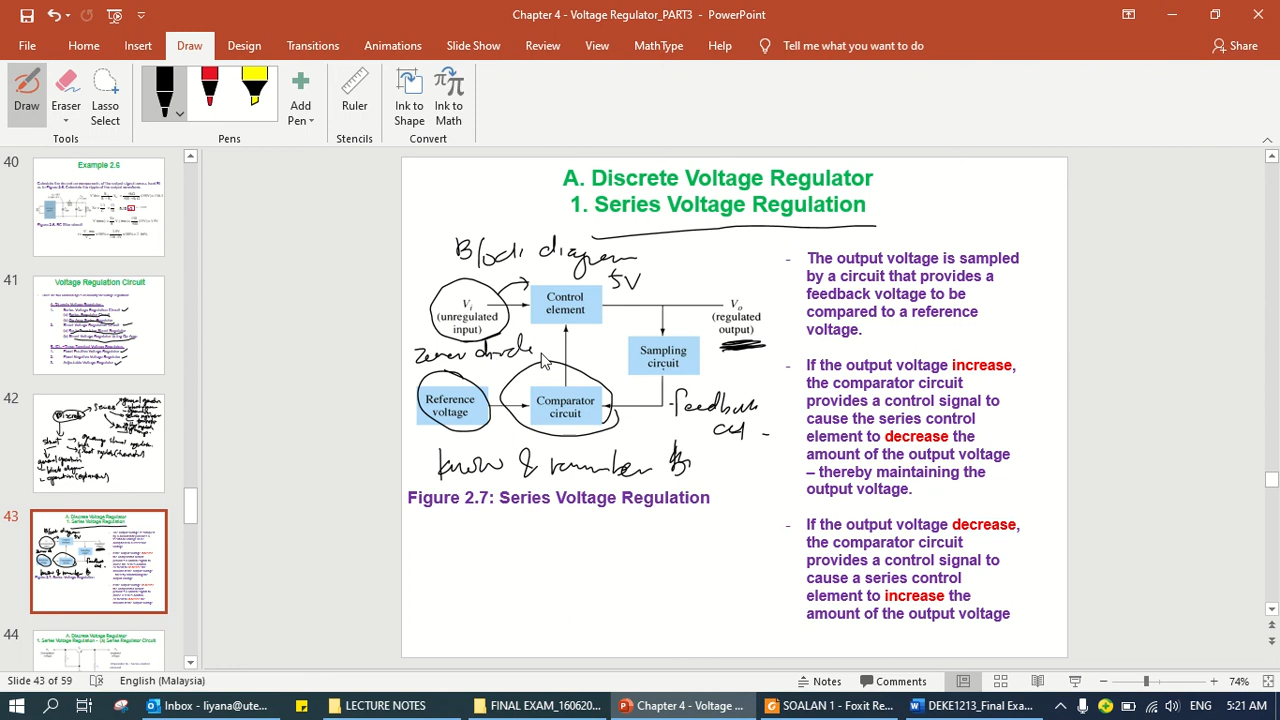 Chapter 4 - Voltage Regulator_PART3 - PowerPoint
File Home Insert Draw Design Transitions Animations Slide Show Review View MathType Help Tell me what you want to do Share
Draw Eraser Lasso Select Add Pen Ruler Ink to Shape Ink to Math
Tools Pens Stencils Convert
40
Example 2.6
41
Voltage Regulation Circuit
42
43
44
A. Discrete Voltage Regulator
1. Series Voltage Regulation
Block diagram
5V
Vi
(unregulated
input)
Control
element
Vo
(regulated
output)
zener diode
Sampling
circuit
Reference
voltage
Comparator
circuit
feedback
know & remember
Figure 2.7: Series Voltage Regulation
- The output voltage is sampled
by a circuit that provides a
feedback voltage to be
compared to a reference
voltage.
- If the output voltage increase,
the comparator circuit
provides a control signal to
cause the series control
element to decrease the
amount of the output voltage
– thereby maintaining the
output voltage.
- If the output voltage decrease,
the comparator circuit
provides a control signal to
cause a series control
element to increase the
amount of the output voltage
Slide 43 of 59 English (Malaysia) Notes Comments 74%
Inbox - liyana@ute... LECTURE NOTES FINAL EXAM_160620... Chapter 4 - Voltage ... SOALAN 1 - Foxit Re... DEKE1213_Final Exa... 5:21 AM